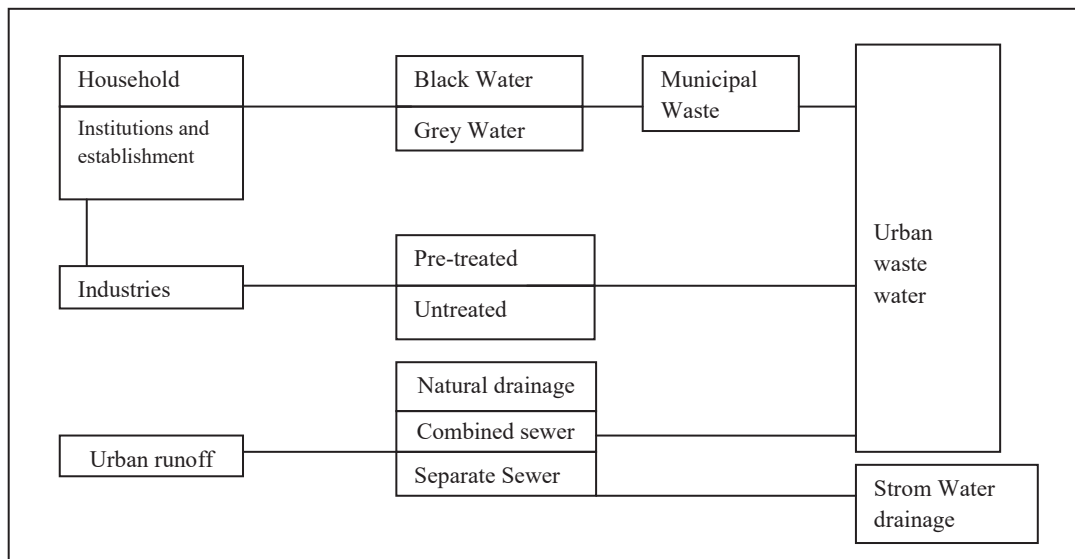 Household
Institutions and
establishment
Industries
Urban runoff
Black Water
Grey Water
Pre-treated
Untreated
Natural drainage
Combined sewer
Separate Sewer
Municipal
Waste
Urban
waste
water
Strom Water
drainage